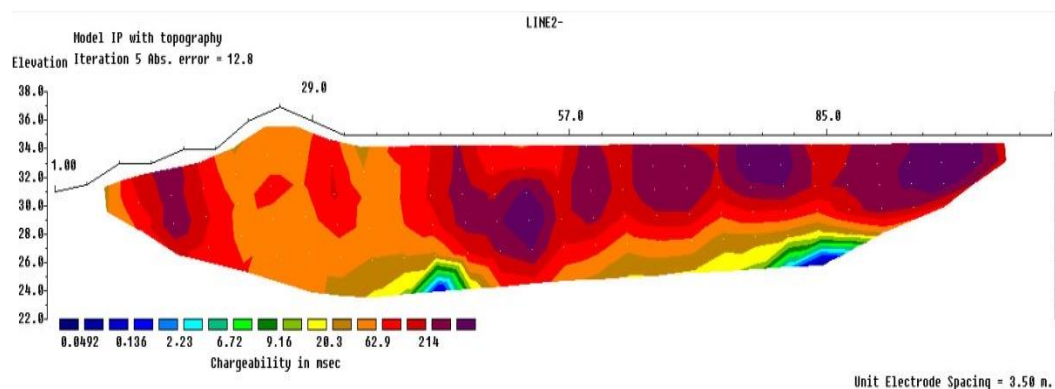 LINE2-
Model IP with topography
Elevation Iteration 5 Abs. error = 12.8
38.0
36.0
34.0
32.0
30.0
28.0
26.0
24.0
22.0
1.00
29.0
57.0
85.0
0.0492 0.136 2.23 6.72 9.16 20.3 62.9 214
Chargeability in msec
Unit Electrode Spacing = 3.50 m.